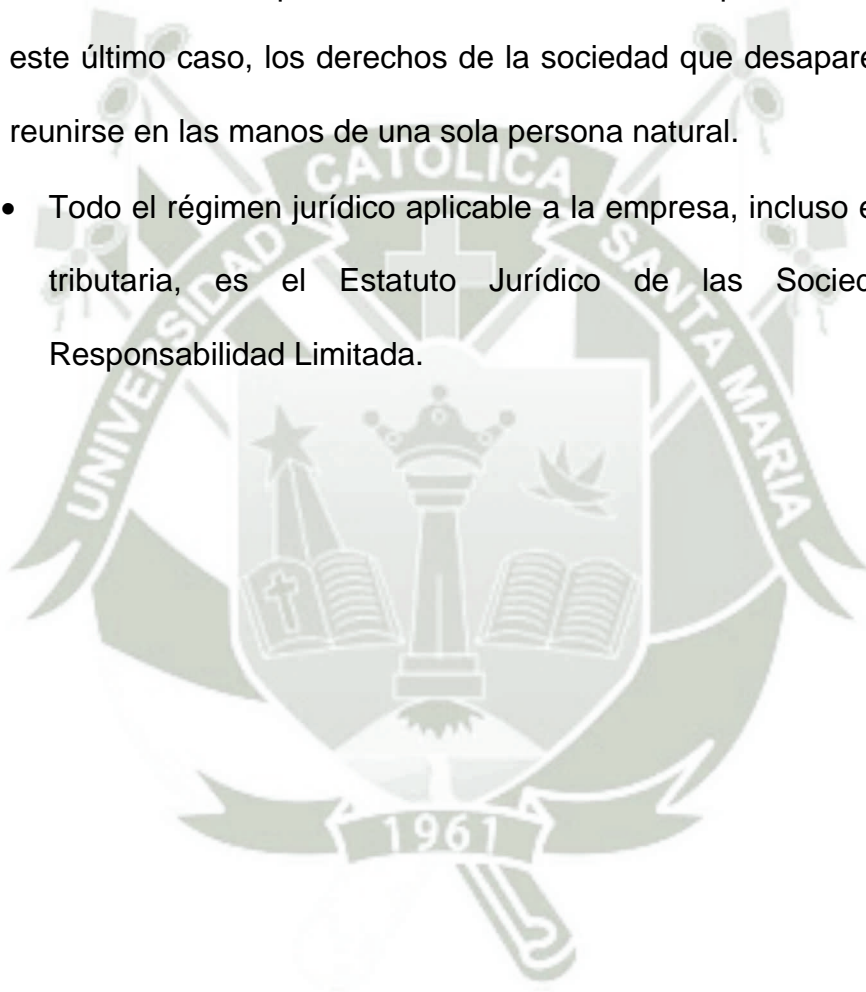 este último caso, los derechos de la sociedad que desapare
reunirse en las manos de una sola persona natural.
• Todo el régimen jurídico aplicable a la empresa, incluso e
tributaria, es el Estatuto Jurídico de las Socied
Responsabilidad Limitada.
UNIVERSIDAD CATOLICA SANTA MARIA
1961